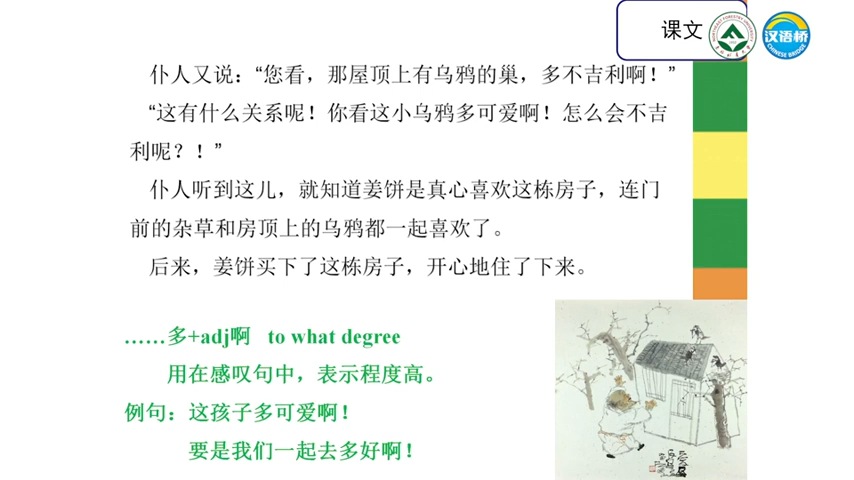 课文
汉语桥
CHINESE BRIDGE
仆人又说：“您看，那屋顶上有乌鸦的巢，多不吉利啊！”
“这有什么关系呢！你看这小乌鸦多可爱啊！怎么会不吉
利呢？！”
仆人听到这儿，就知道姜饼是真心喜欢这栋房子，连门
前的杂草和房顶上的乌鸦都一起喜欢了。
后来，姜饼买下了这栋房子，开心地住了下来。
……多+adj啊 to what degree
用在感叹句中，表示程度高。
例句：这孩子多可爱啊！
要是我们一起去多好啊！